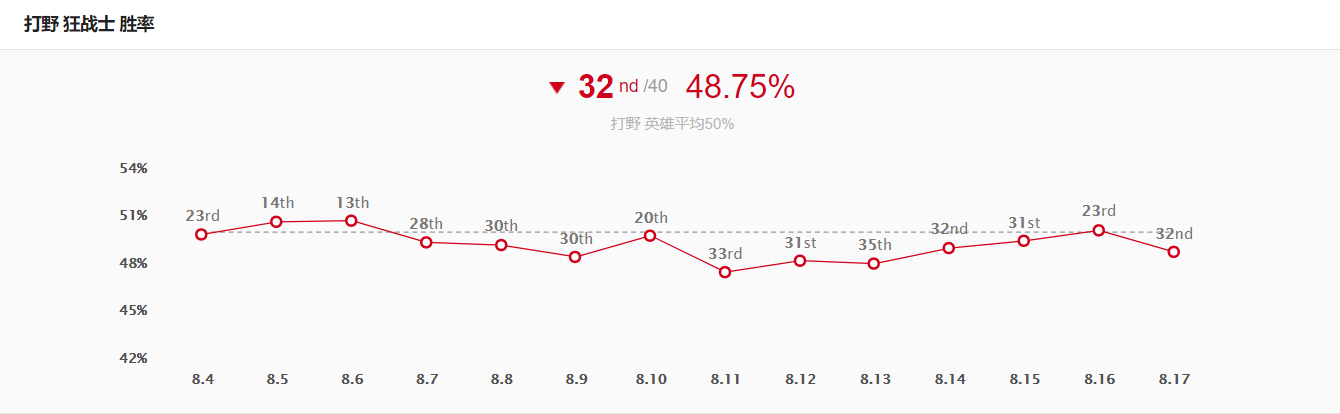 打野 狂战士 胜率
32 nd /40 48.75%
打野 英雄平均50%
54%
51%
48%
45%
42%
23rd 14th 13th 28th 30th 30th 20th 33rd 31st 35th 32nd 31st 23rd 32nd
8.4 8.5 8.6 8.7 8.8 8.9 8.10 8.11 8.12 8.13 8.14 8.15 8.16 8.17